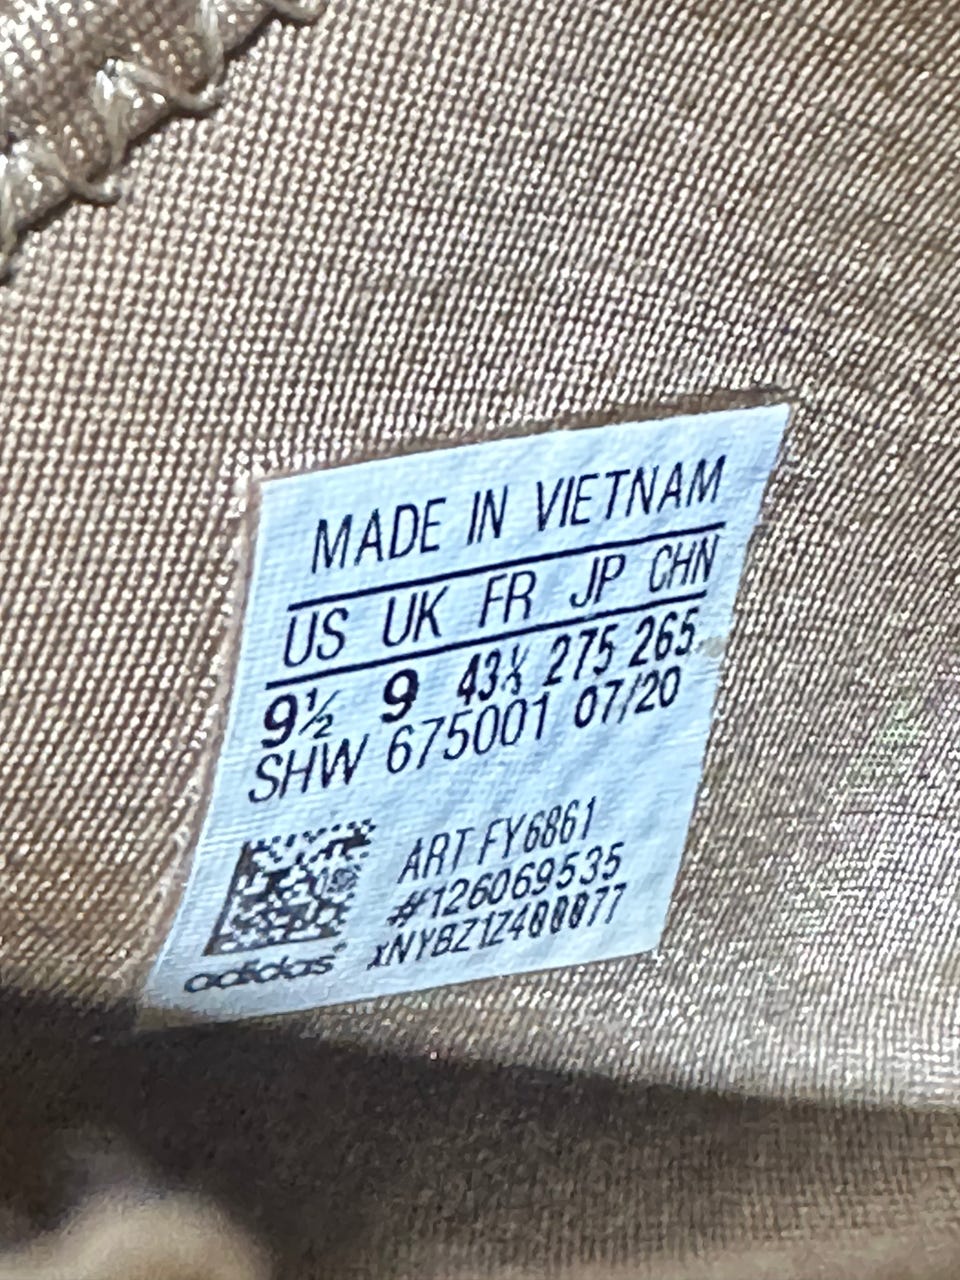 MADE IN VIETNAM
US UK FR JP CHN
9½ 9 43⅓ 275 265
SHW 675001 07/20
ART FY6861
#126069535
adidas